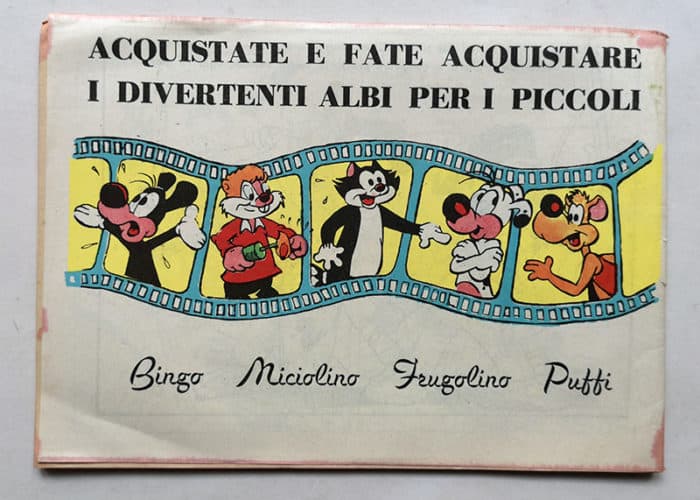 ACQUISTATE E FATE ACQUISTARE
I DIVERTENTI ALBI PER I PICCOLI
Bingo Miciolino Frugolino Puffi